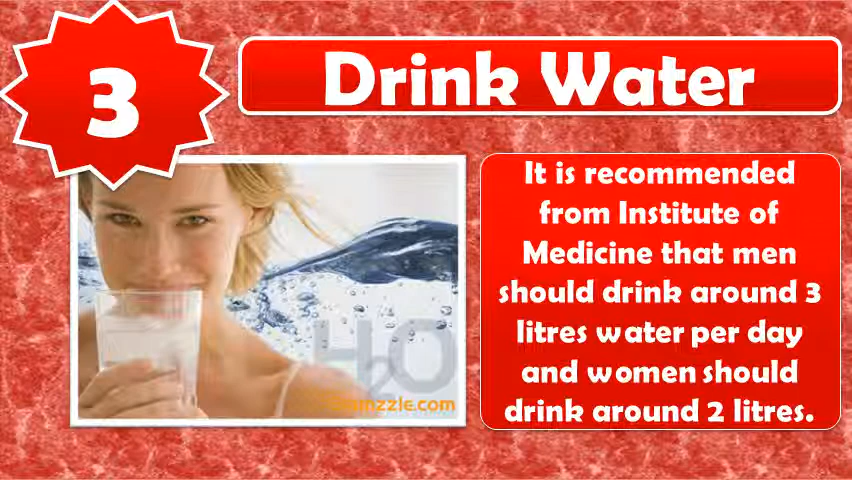 3
Drink Water
It is recommended
from Institute of
Medicine that men
should drink around 3
litres water per day
and women should
drink around 2 litres.
H2O